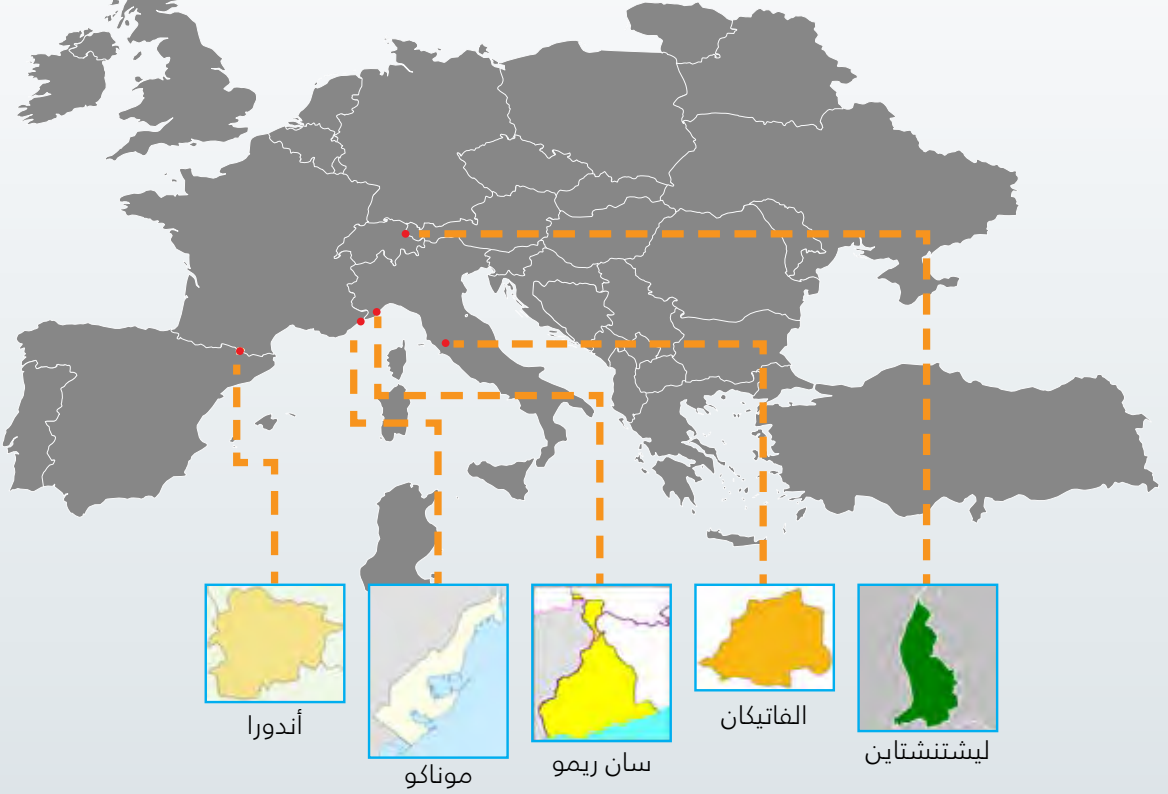 ليشتنشتاين
الفاتيكان
سان ريمو
موناكو
أندورا